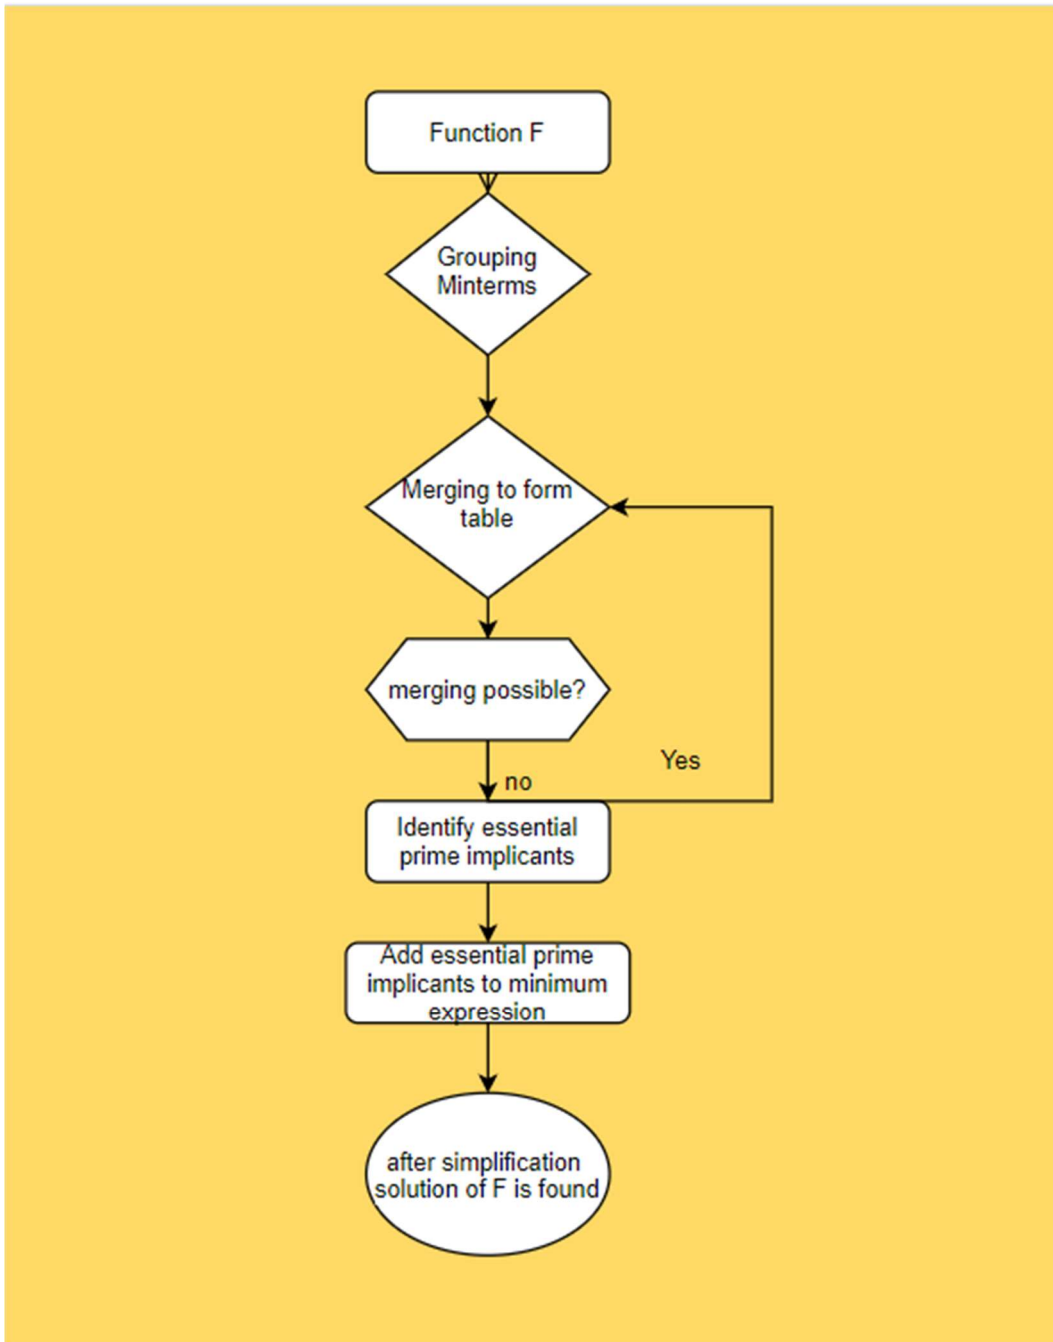 Function F
Grouping
Minterms
Merging to form
table
merging possible?
Yes
no
Identify essential
prime implicants
Add essential prime
implicants to minimum
expression
after simplification
solution of F is found